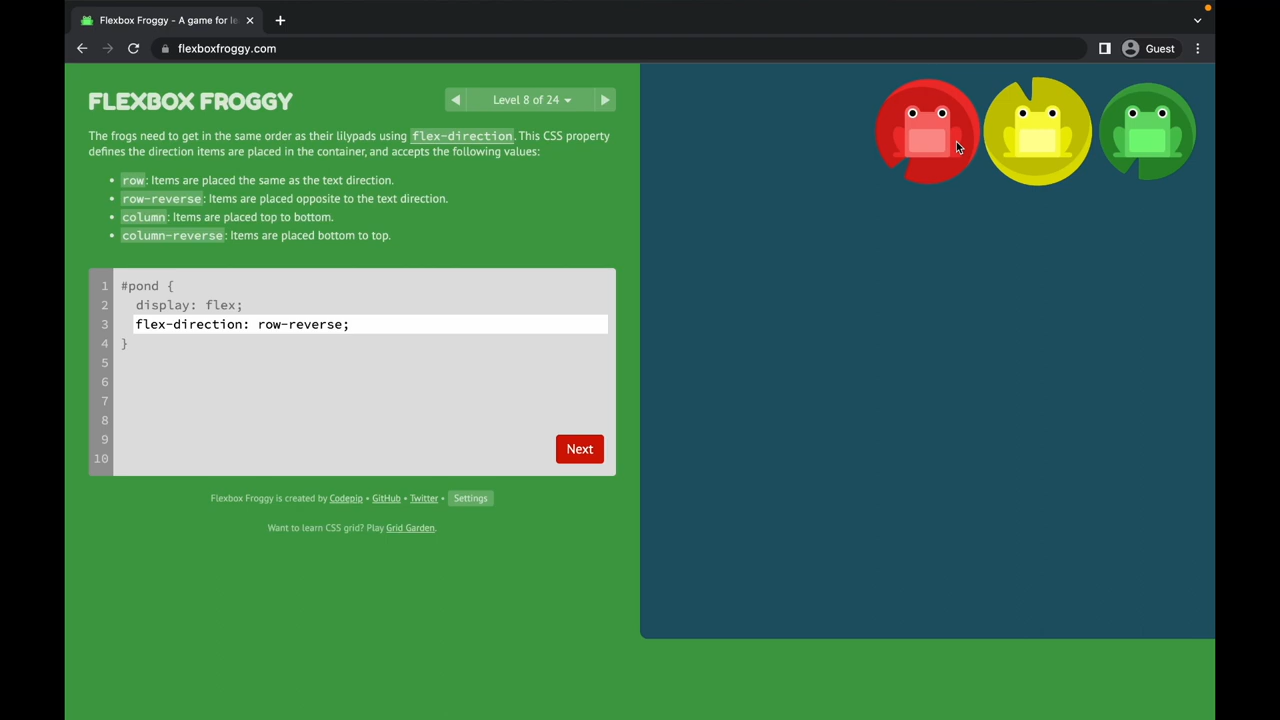 Flexbox Froggy - A game for le
flexboxfroggy.com
Guest
FLEXBOX FROGGY
Level 8 of 24
The frogs need to get in the same order as their lilypads using flex-direction. This CSS property
defines the direction items are placed in the container, and accepts the following values:
• row: Items are placed the same as the text direction.
• row-reverse: Items are placed opposite to the text direction.
• column: Items are placed top to bottom.
• column-reverse: Items are placed bottom to top.
1 #pond {
2 display: flex;
3 flex-direction: row-reverse;
4 }
5
6
7
8
9
10
Next
Flexbox Froggy is created by Codepip • GitHub • Twitter • Settings
Want to learn CSS grid? Play Grid Garden.